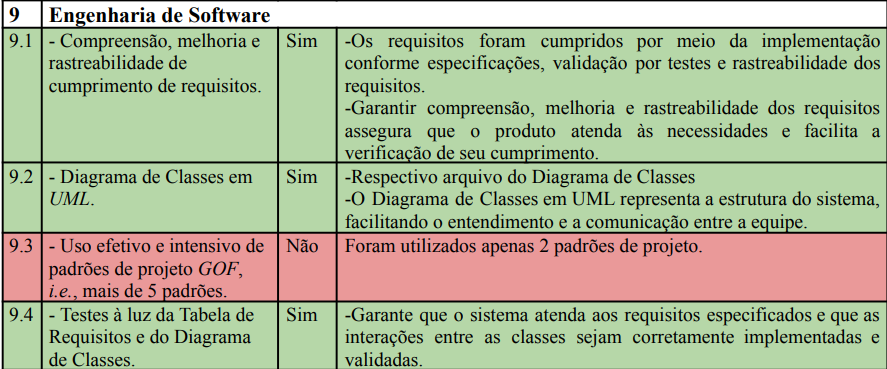 9 Engenharia de Software
9.1 - Compreensão, melhoria e rastreabilidade de cumprimento de requisitos. Sim -Os requisitos foram cumpridos por meio da implementação
conforme especificações, validação por testes e rastreabilidade dos
requisitos.
-Garantir compreensão, melhoria e rastreabilidade dos requisitos
assegura que o produto atenda às necessidades e facilita a
verificação de seu cumprimento.
9.2 - Diagrama de Classes em UML. Sim -Respectivo arquivo do Diagrama de Classes
-O Diagrama de Classes em UML representa a estrutura do sistema,
facilitando o entendimento e a comunicação entre a equipe.
9.3 - Uso efetivo e intensivo de padrões de projeto GOF, i.e., mais de 5 padrões. Não Foram utilizados apenas 2 padrões de projeto.
9.4 - Testes à luz da Tabela de Requisitos e do Diagrama de Classes. Sim -Garante que o sistema atenda aos requisitos especificados e que as
interações entre as classes sejam corretamente implementadas e
validadas.